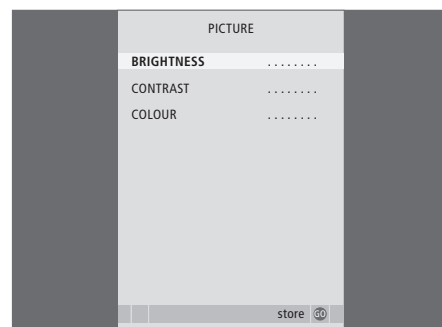 PICTURE
BRIGHTNESS ........
CONTRAST ........
COLOUR ........
store GO